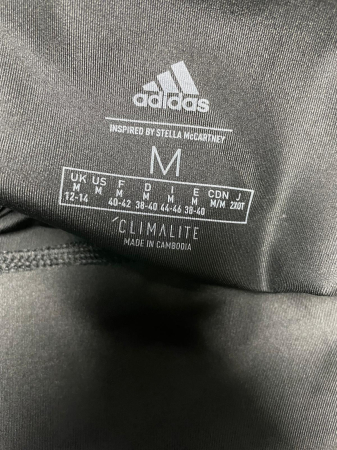 adidas
INSPIRED BY STELLA McCARTNEY
M
UK US F D I E CDN J
M M M M M M M/M 2XOT
12-14 40-42 38-40 44-46 38-40
CLIMALITE
MADE IN CAMBODIA